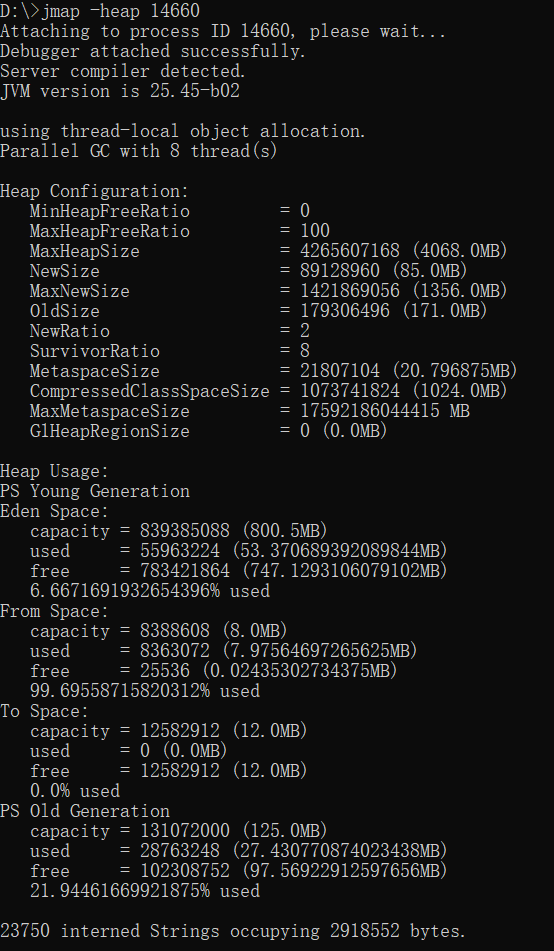 D:\>jmap -heap 14660
Attaching to process ID 14660, please wait...
Debugger attached successfully.
Server compiler detected.
JVM version is 25.45-b02
using thread-local object allocation.
Parallel GC with 8 thread(s)
Heap Configuration:
MinHeapFreeRatio = 0
MaxHeapFreeRatio = 100
MaxHeapSize = 4265607168 (4068.0MB)
NewSize = 89128960 (85.0MB)
MaxNewSize = 1421869056 (1356.0MB)
OldSize = 179306496 (171.0MB)
NewRatio = 2
SurvivorRatio = 8
MetaspaceSize = 21807104 (20.796875MB)
CompressedClassSpaceSize = 1073741824 (1024.0MB)
MaxMetaspaceSize = 17592186044415 MB
G1HeapRegionSize = 0 (0.0MB)
Heap Usage:
PS Young Generation
Eden Space:
capacity = 839385088 (800.5MB)
used = 55963224 (53.370689392089844MB)
free = 783421864 (747.1293106079102MB)
6.6671691932654396% used
From Space:
capacity = 8388608 (8.0MB)
used = 8363072 (7.97564697265625MB)
free = 25536 (0.02435302734375MB)
99.69558715820312% used
To Space:
capacity = 12582912 (12.0MB)
used = 0 (0.0MB)
free = 12582912 (12.0MB)
0.0% used
PS Old Generation
capacity = 131072000 (125.0MB)
used = 28763248 (27.430770874023438MB)
free = 102308752 (97.56922912597656MB)
21.94461669921875% used
23750 interned Strings occupying 2918552 bytes.